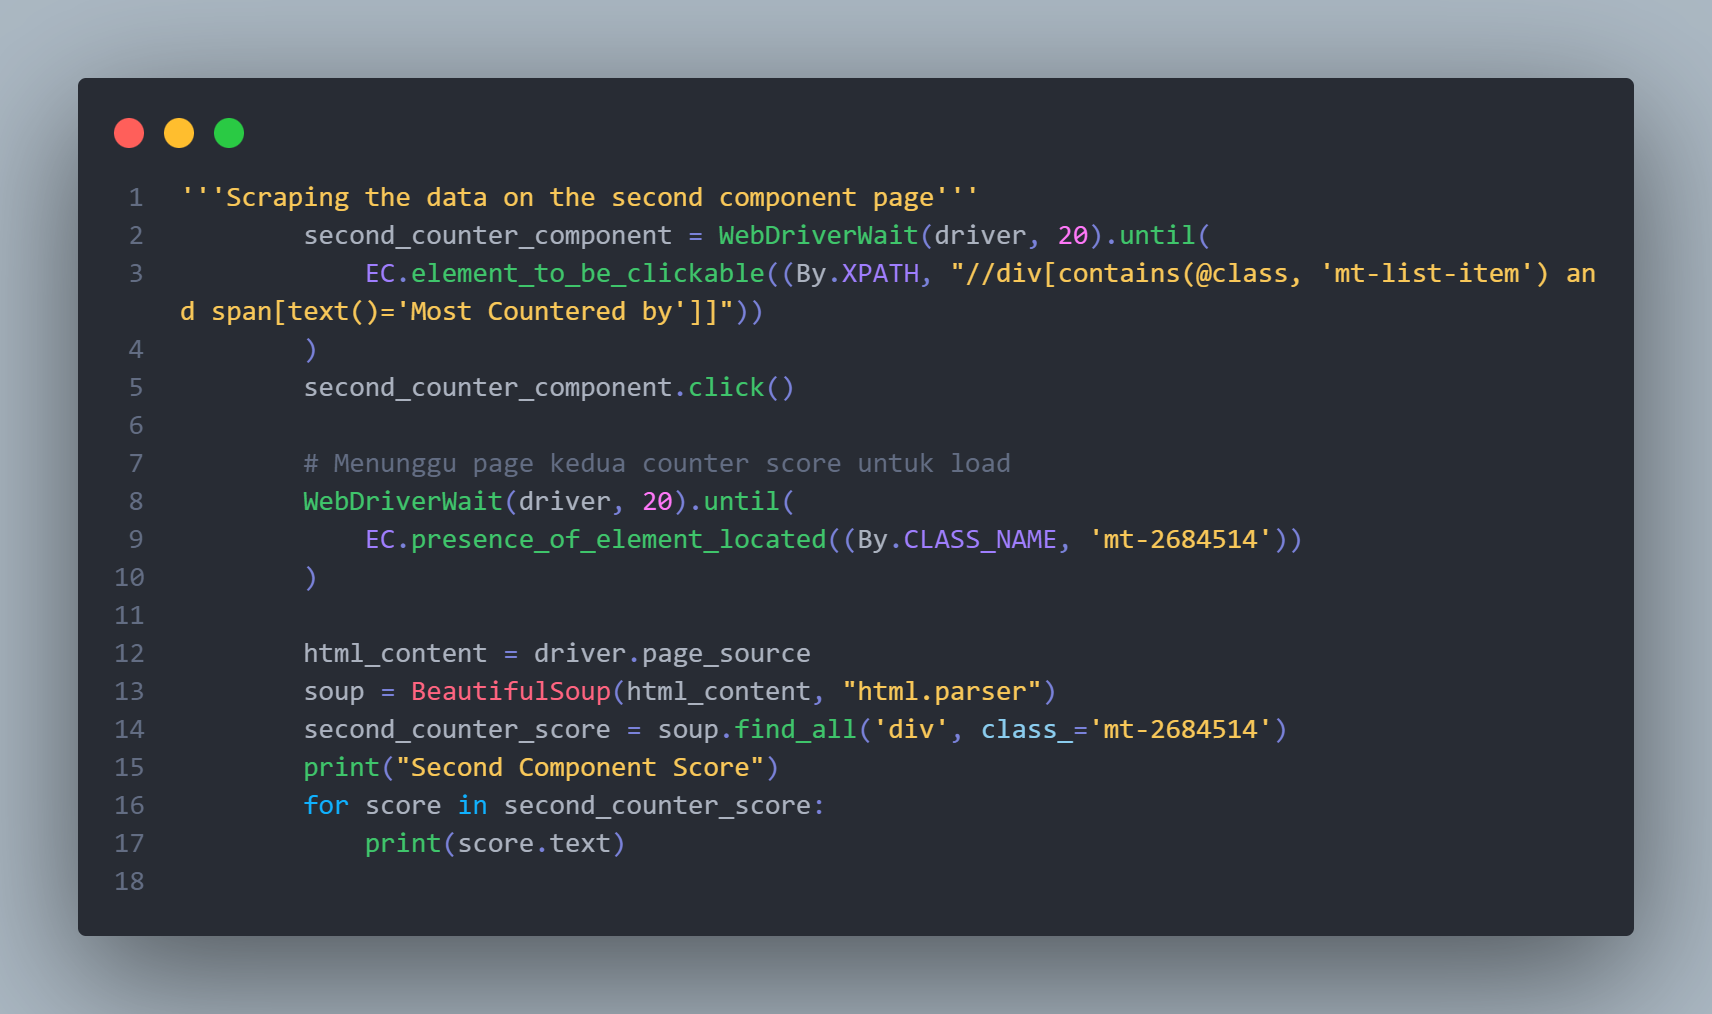 1 '''Scraping the data on the second component page'''
2         second_counter_component = WebDriverWait(driver, 20).until(
3             EC.element_to_be_clickable((By.XPATH, "//div[contains(@class, 'mt-list-item') an
d span[text()='Most Countered by']]"))
4         )
5         second_counter_component.click()
6
7         # Menunggu page kedua counter score untuk load
8         WebDriverWait(driver, 20).until(
9             EC.presence_of_element_located((By.CLASS_NAME, 'mt-2684514'))
10         )
11
12         html_content = driver.page_source
13         soup = BeautifulSoup(html_content, "html.parser")
14         second_counter_score = soup.find_all('div', class_='mt-2684514')
15         print("Second Component Score")
16         for score in second_counter_score:
17             print(score.text)
18